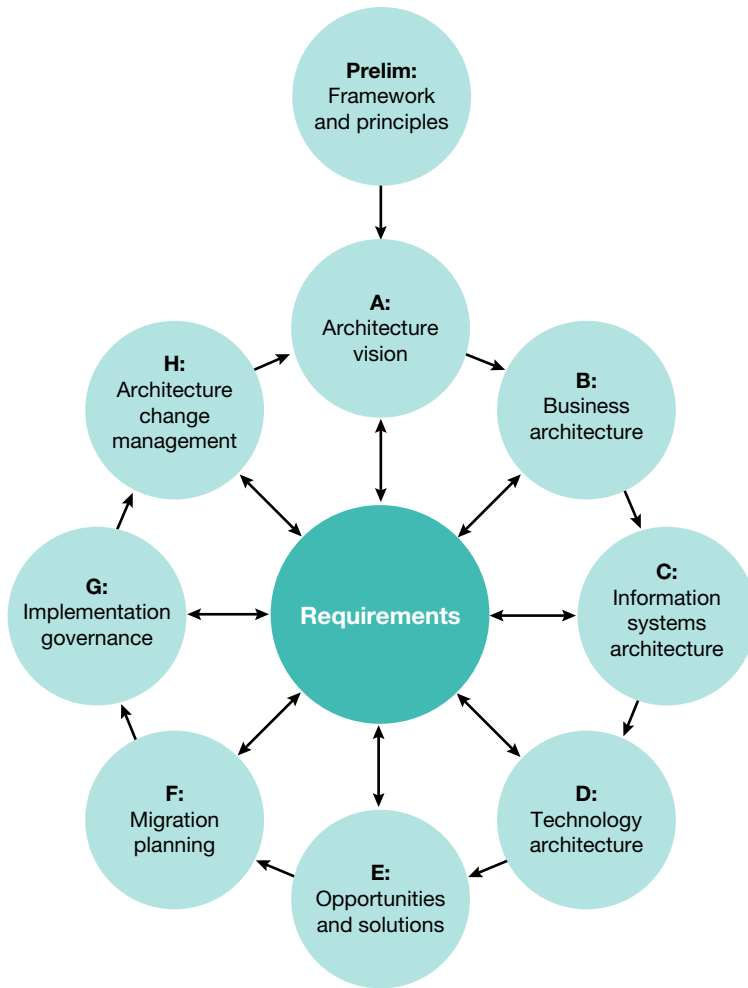 Prelim:
Framework
and principles
A:
Architecture
vision
B:
Business
architecture
C:
Information
systems
architecture
D:
Technology
architecture
E:
Opportunities
and solutions
F:
Migration
planning
G:
Implementation
governance
H:
Architecture
change
management
Requirements